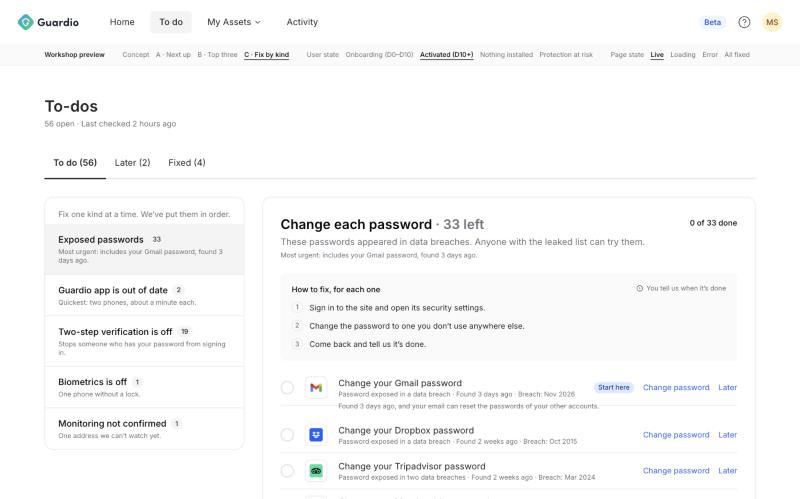 Guardio
Home
To do
My Assets
Activity
Beta
MS
Workshop preview
Concept A · Next up B · Top three C · Fix by kind
User state Onboarding (D0–D10) Activated (D10+) Nothing installed Protection at risk
Page state Live Loading Error All fixed
To-dos
56 open · Last checked 2 hours ago
To do (56)
Later (2)
Fixed (4)
Fix one kind at a time. We’ve put them in order.
Exposed passwords 33
Most urgent: includes your Gmail password, found 3
days ago.
Guardio app is out of date 2
Quickest: two phones, about a minute each.
Two-step verification is off 19
Stops someone who has your password from signing
in.
Biometrics is off 1
One phone without a lock.
Monitoring not confirmed 1
One address we can’t watch yet.
Change each password · 33 left
0 of 33 done
These passwords appeared in data breaches. Anyone with the leaked list can try them.
Most urgent: includes your Gmail password, found 3 days ago.
How to fix, for each one
You tell us when it’s done
1 Sign in to the site and open its security settings.
2 Change the password to one you don’t use anywhere else.
3 Come back and tell us it’s done.
Change your Gmail password
Password exposed in a data breach · Found 3 days ago · Breach: Nov 2026
Start here
Change password
Later
Found 3 days ago, and your email can reset the passwords of your other accounts.
Change your Dropbox password
Password exposed in a data breach · Found 2 weeks ago · Breach: Oct 2015
Change password
Later
Change your Tripadvisor password
Password exposed in two data breaches · Found 2 weeks ago · Breach: Mar 2024
Change password
Later